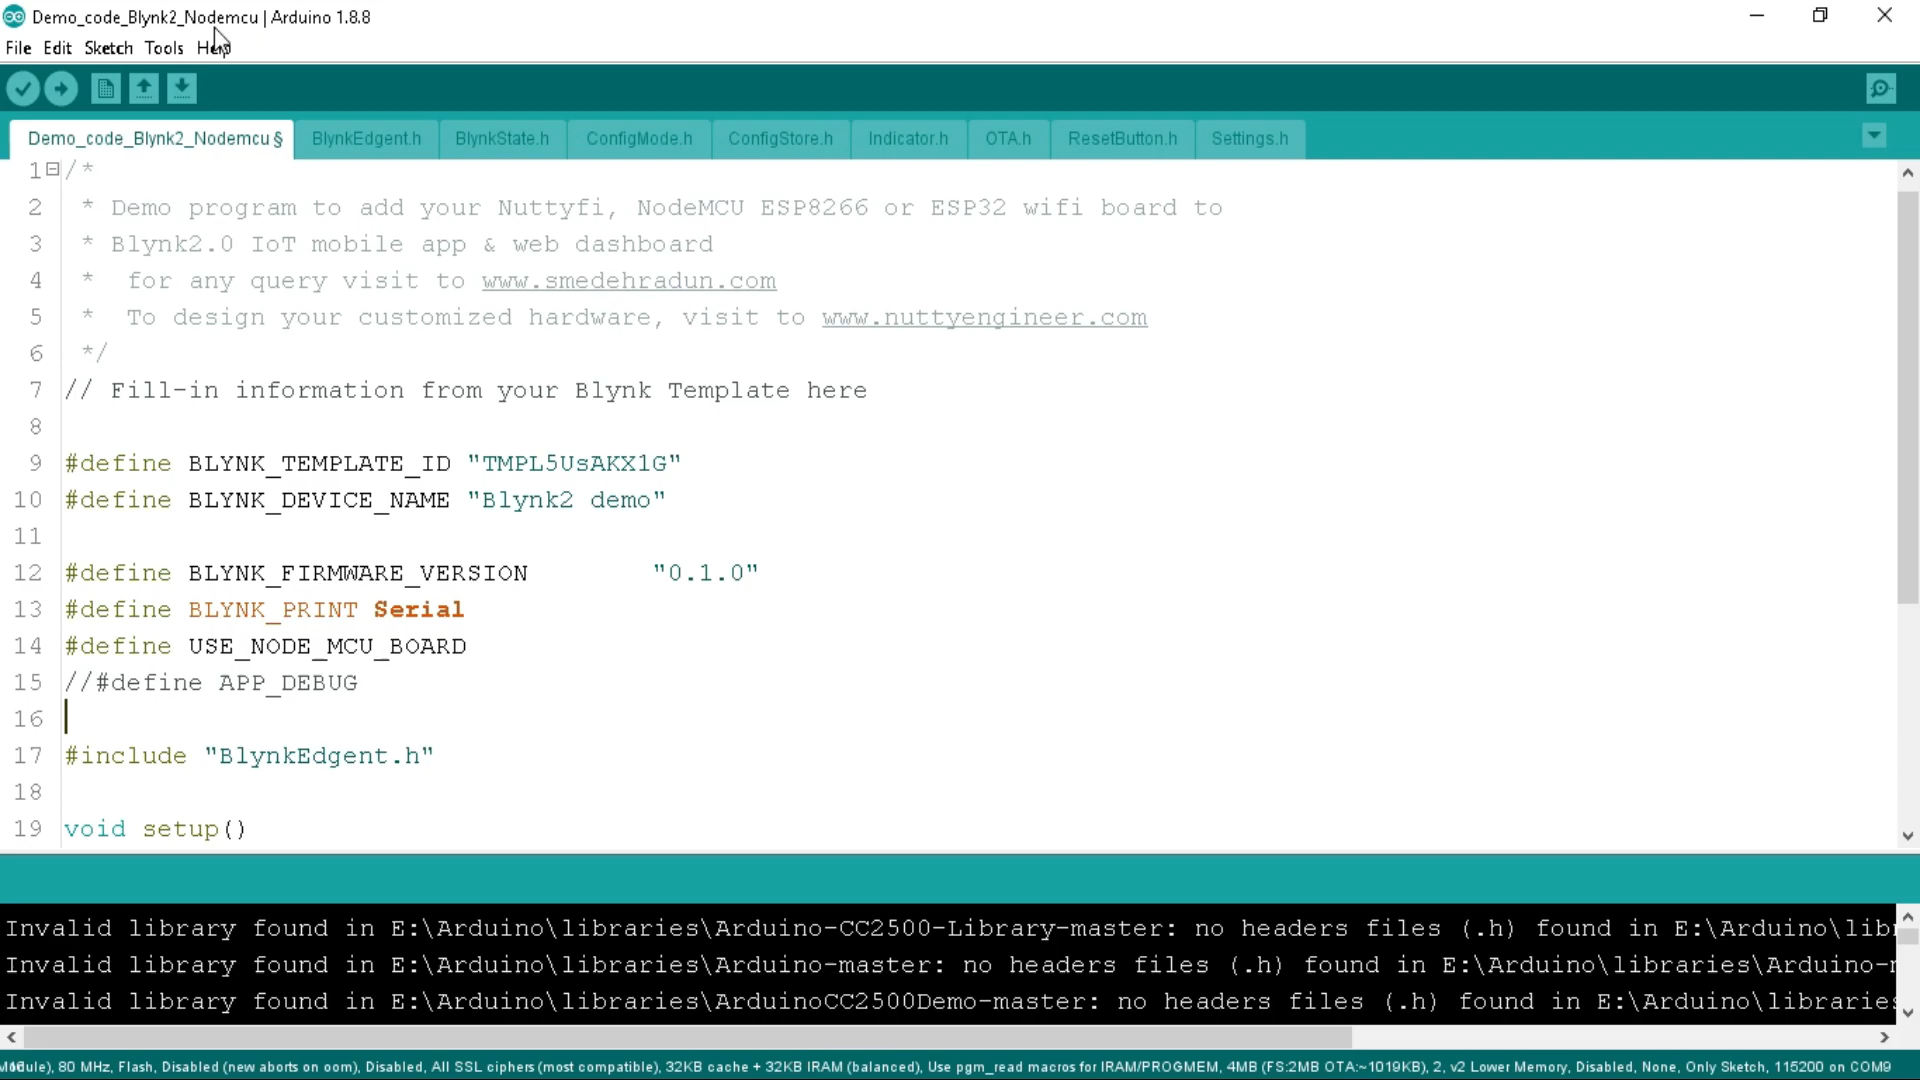 Demo_code_Blynk2_Nodemcu | Arduino 1.8.8
File Edit Sketch Tools Help
Demo_code_Blynk2_Nodemcu § BlynkEdgent.h BlynkState.h ConfigMode.h ConfigStore.h Indicator.h OTA.h ResetButton.h Settings.h
1 /*
2 * Demo program to add your Nuttyfi, NodeMCU ESP8266 or ESP32 wifi board to
3 * Blynk2.0 IoT mobile app & web dashboard
4 * for any query visit to www.smedehradun.com
5 * To design your customized hardware, visit to www.nuttyengineer.com
6 */
7 // Fill-in information from your Blynk Template here
8
9 #define BLYNK_TEMPLATE_ID "TMPL5UsAKX1G"
10 #define BLYNK_DEVICE_NAME "Blynk2 demo"
11
12 #define BLYNK_FIRMWARE_VERSION "0.1.0"
13 #define BLYNK_PRINT Serial
14 #define USE_NODE_MCU_BOARD
15 //#define APP_DEBUG
16
17 #include "BlynkEdgent.h"
18
19 void setup()
Invalid library found in E:\Arduino\libraries\Arduino-CC2500-Library-master: no headers files (.h) found in E:\Arduino\lib
Invalid library found in E:\Arduino\libraries\Arduino-master: no headers files (.h) found in E:\Arduino\libraries\Arduino-
Invalid library found in E:\Arduino\libraries\ArduinoCC2500Demo-master: no headers files (.h) found in E:\Arduino\libraries
80 MHz, Flash, Disabled (new aborts on oom), Disabled, All SSL ciphers (most compatible), 32KB cache + 32KB IRAM (balanced), Use pgm_read macros for IRAM/PROGMEM, 4MB (FS:2MB OTA:~1019KB), 2, v2 Lower Memory, Disabled, None, Only Sketch, 115200 on COM9